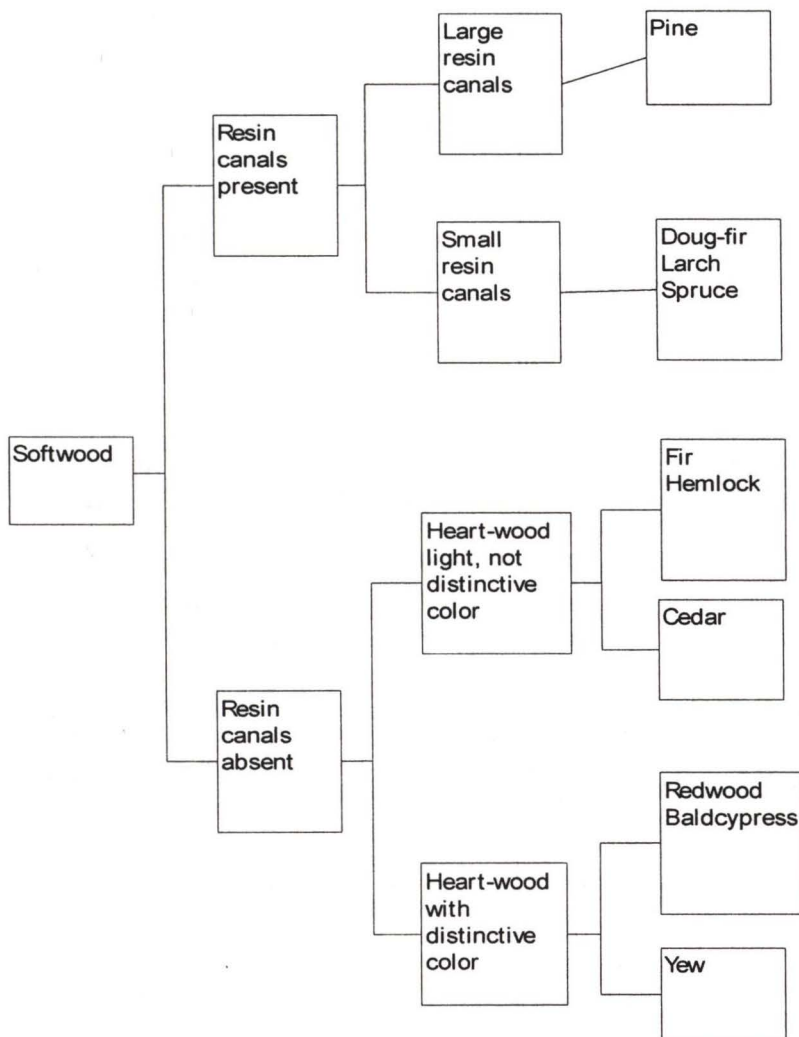 Softwood
Resin
canals
present
Large
resin
canals
Pine
Small
resin
canals
Doug-fir
Larch
Spruce
Resin
canals
absent
Heart-wood
light, not
distinctive
color
Fir
Hemlock
Cedar
Heart-wood
with
distinctive
color
Redwood
Baldcypress
Yew